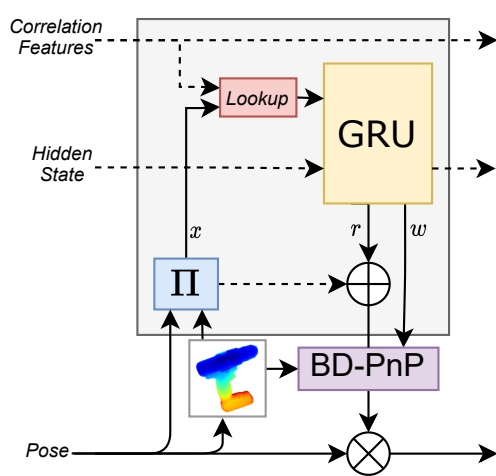 Correlation
Features
Lookup
GRU
Hidden
State
x
r
w
Π
BD-PnP
Pose